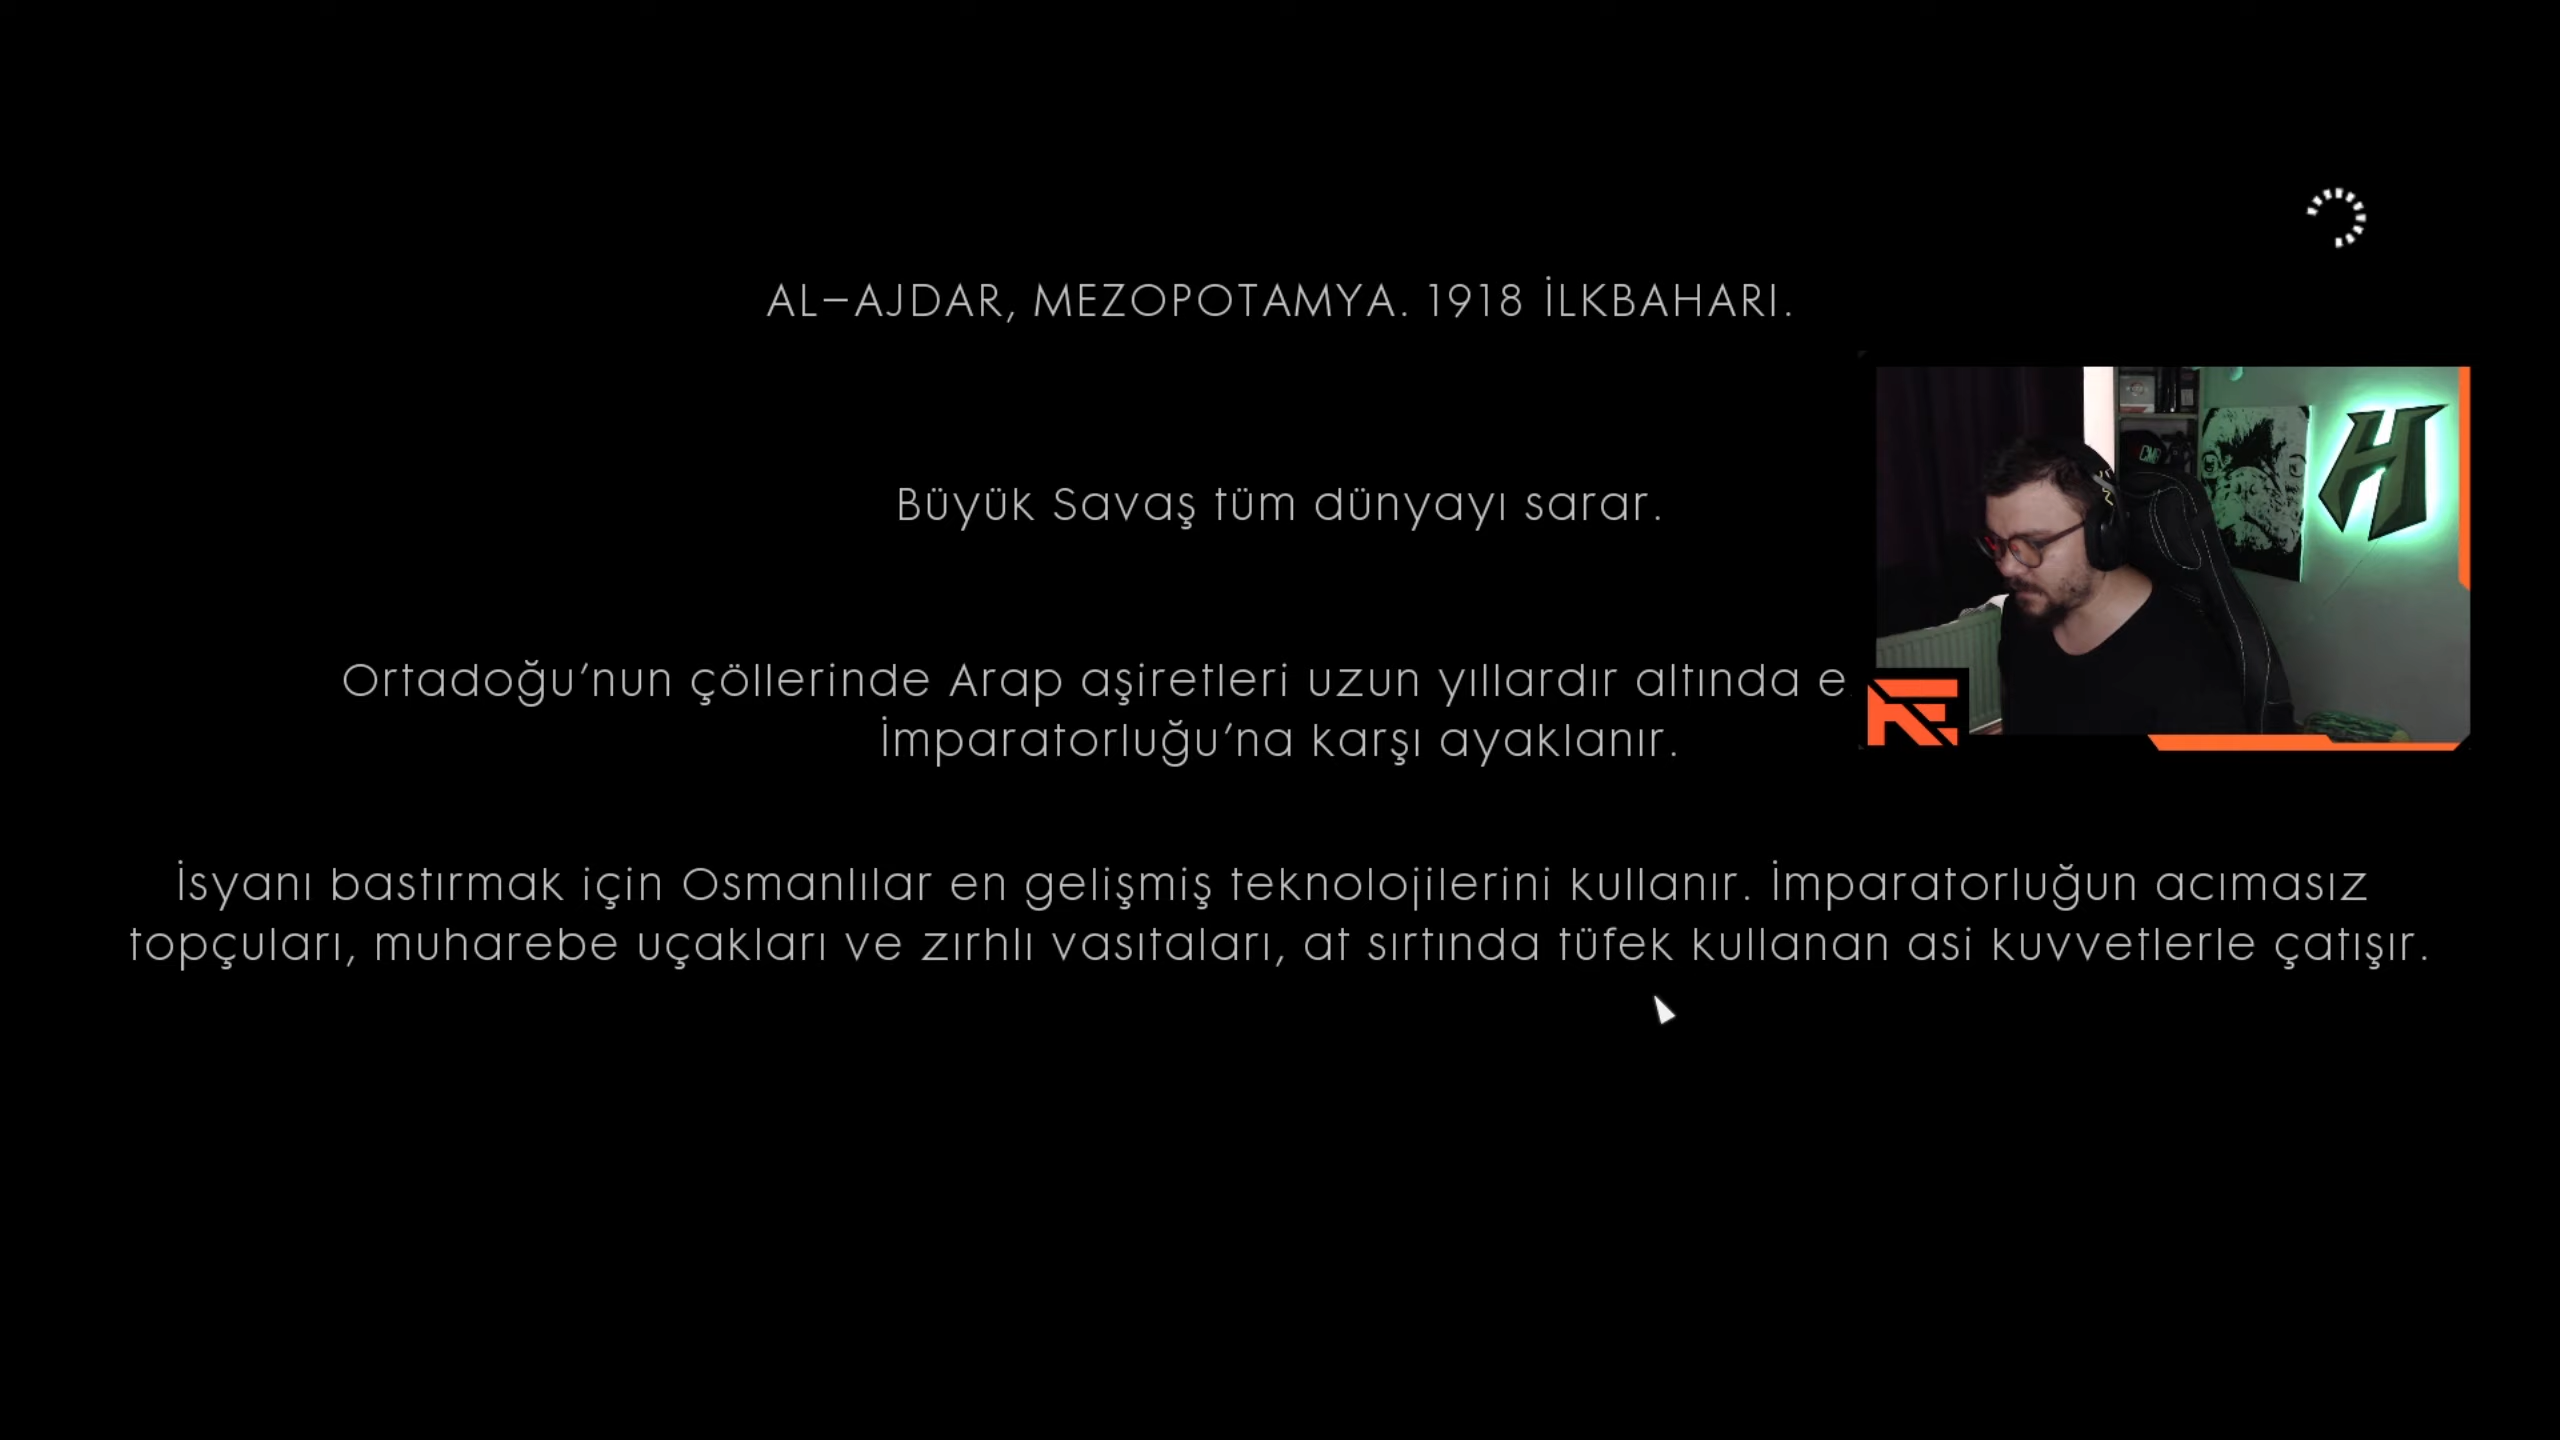 AL-AJDAR, MEZOPOTAMYA. 1918 İLKBAHARI.
Büyük Savaş tüm dünyayı sarar.
Ortadoğu'nun çöllerinde Arap aşiretleri uzun yıllardır altında
İmparatorluğu'na karşı ayaklanır.
İsyanı bastırmak için Osmanlılar en gelişmiş teknolojilerini kullanır. İmparatorluğun acımasız
topçuları, muharebe uçakları ve zırhlı vasıtaları, at sırtında tüfek kullanan asi kuvvetlerle çatışır.
H